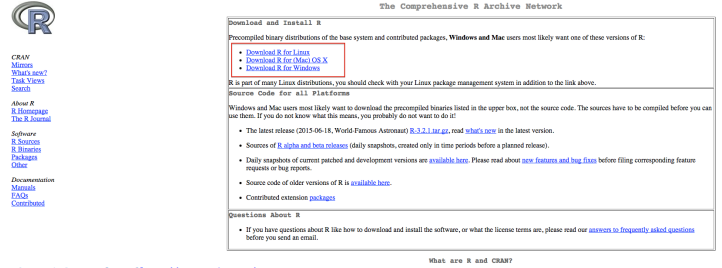 The Comprehensive R Archive Network
R
CRAN
Mirrors
What's new?
Task Views
Search
About R
R Homepage
The R Journal
Software
R Sources
R Binaries
Packages
Other
Documentation
Manuals
FAQs
Contributed
Download and Install R
Precompiled binary distributions of the base system and contributed packages, Windows and Mac users most likely want one of these versions of R:
• Download R for Linux
• Download R for (Mac) OS X
• Download R for Windows
R is part of many Linux distributions, you should check with your Linux package management system in addition to the link above.
Source Code for all Platforms
Windows and Mac users most likely want to download the precompiled binaries listed in the upper box, not the source code. The sources have to be compiled before you can
use them. If you do not know what this means, you probably do not want to do it!
• The latest release (2015-06-18, World-Famous Astronaut) R-3.2.1.tar.gz, read what's new in the latest version.
• Sources of R alpha and beta releases (daily snapshots, created only in time periods before a planned release).
• Daily snapshots of current patched and development versions are available here. Please read about new features and bug fixes before filing corresponding feature
requests or bug reports.
• Source code of older versions of R is available here.
• Contributed extension packages
Questions About R
• If you have questions about R like how to download and install the software, or what the license terms are, please read our answers to frequently asked questions
before you send an email.
What are R and CRAN?